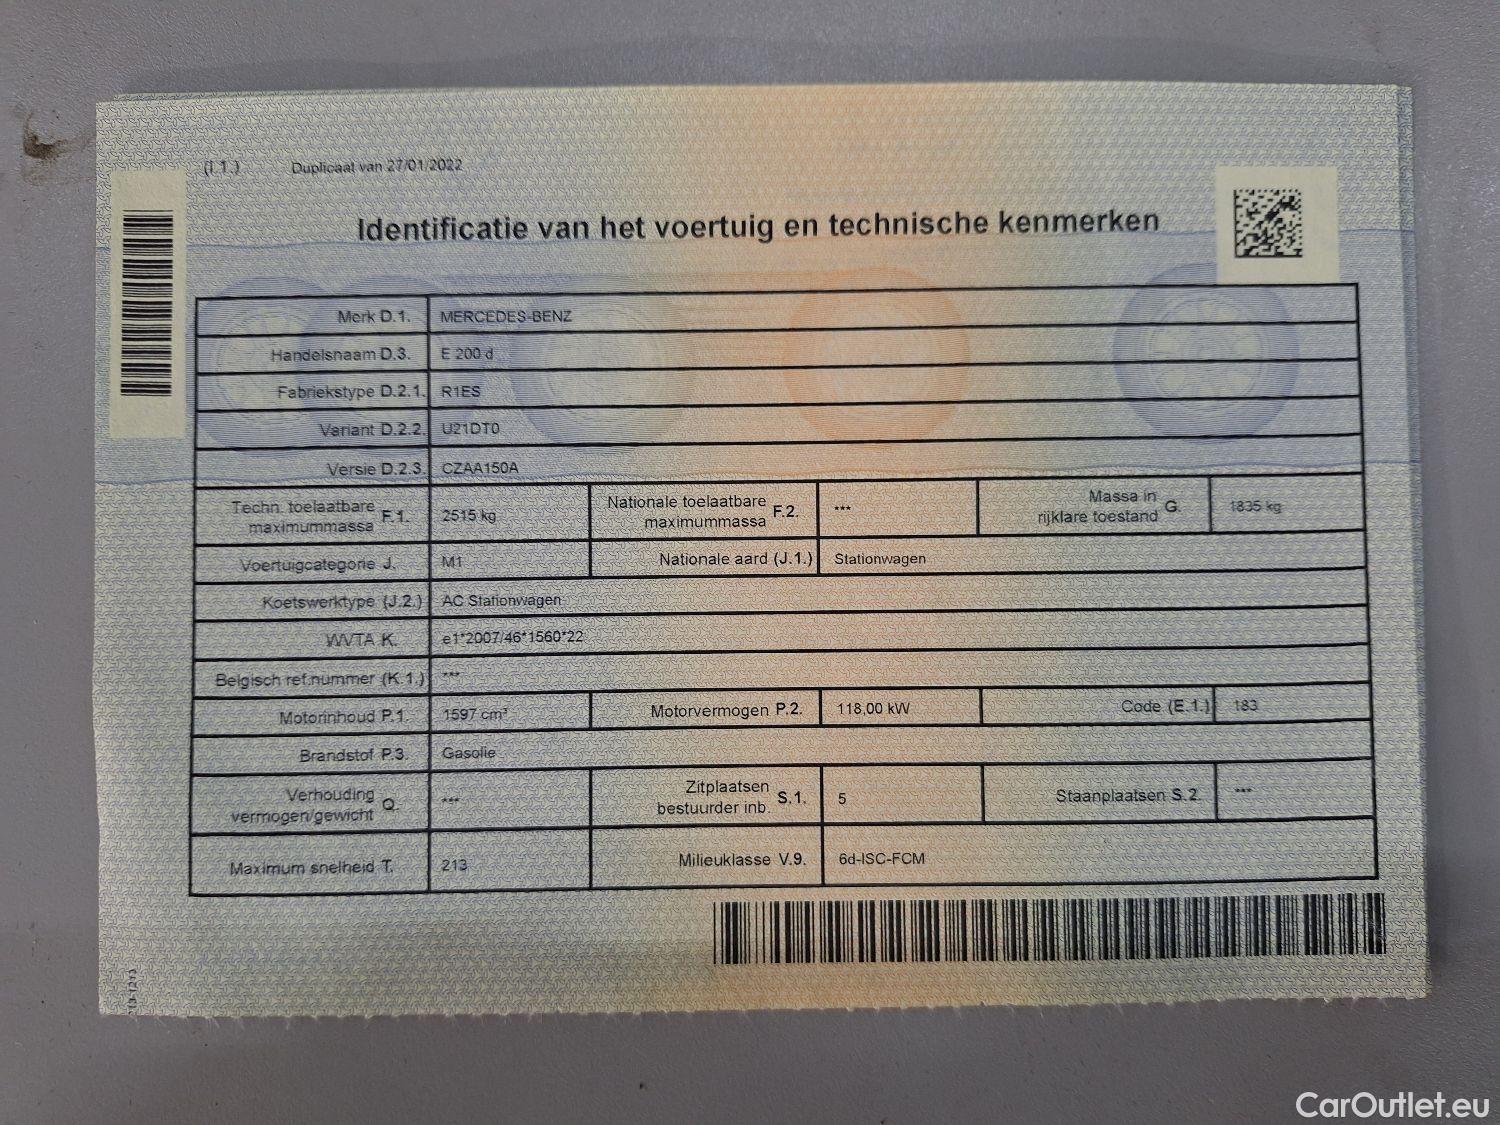 (I.1.) Duplicaat van 27/01/2022
Identificatie van het voertuig en technische kenmerken
Merk D.1. MERCEDES-BENZ
Handelsnaam D.3. E 200 d
Fabriekstype D.2.1. R1ES
Variant D.2.2. U21DT0
Versie D.2.3. CZAA150A
Techn. toelaatbare maximummassa F.1. 2515 kg Nationale toelaatbare maximummassa F.2. *** Massa in rijklare toestand G. 1835 kg
Voertuigcategorie J. M1 Nationale aard (J.1.) Stationwagen
Koetswerktype (J.2.) AC Stationwagen
WVTA K. e1*2007/46*1560*22
Belgisch ref.nummer (K.1.) ***
Motorinhoud P.1. 1597 cm³ Motorvermogen P.2. 118,00 kW Code (E.1.) 183
Brandstof P.3. Gasolie
Verhouding vermogen/gewicht Q. *** Zitplaatsen bestuurder inb. S.1. 5 Staanplaatsen S.2. ***
Maximum snelheid T. 213 Milieuklasse V.9. 6d-ISC-FCM
CarOutlet.eu